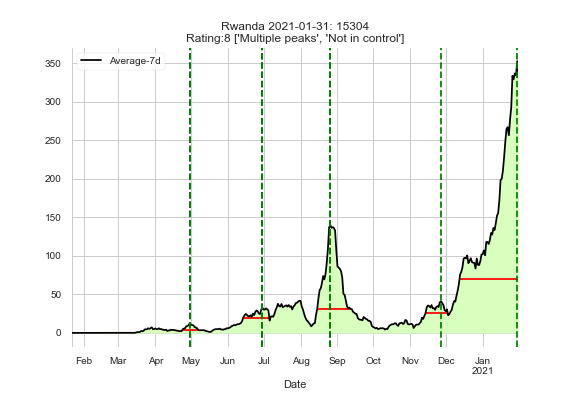 Rwanda 2021-01-31: 15304
Rating:8 ['Multiple peaks', 'Not in control']
Average-7d
350
300
250
200
150
100
50
0
Feb Mar Apr May Jun Jul Aug Sep Oct Nov Dec Jan
2021
Date